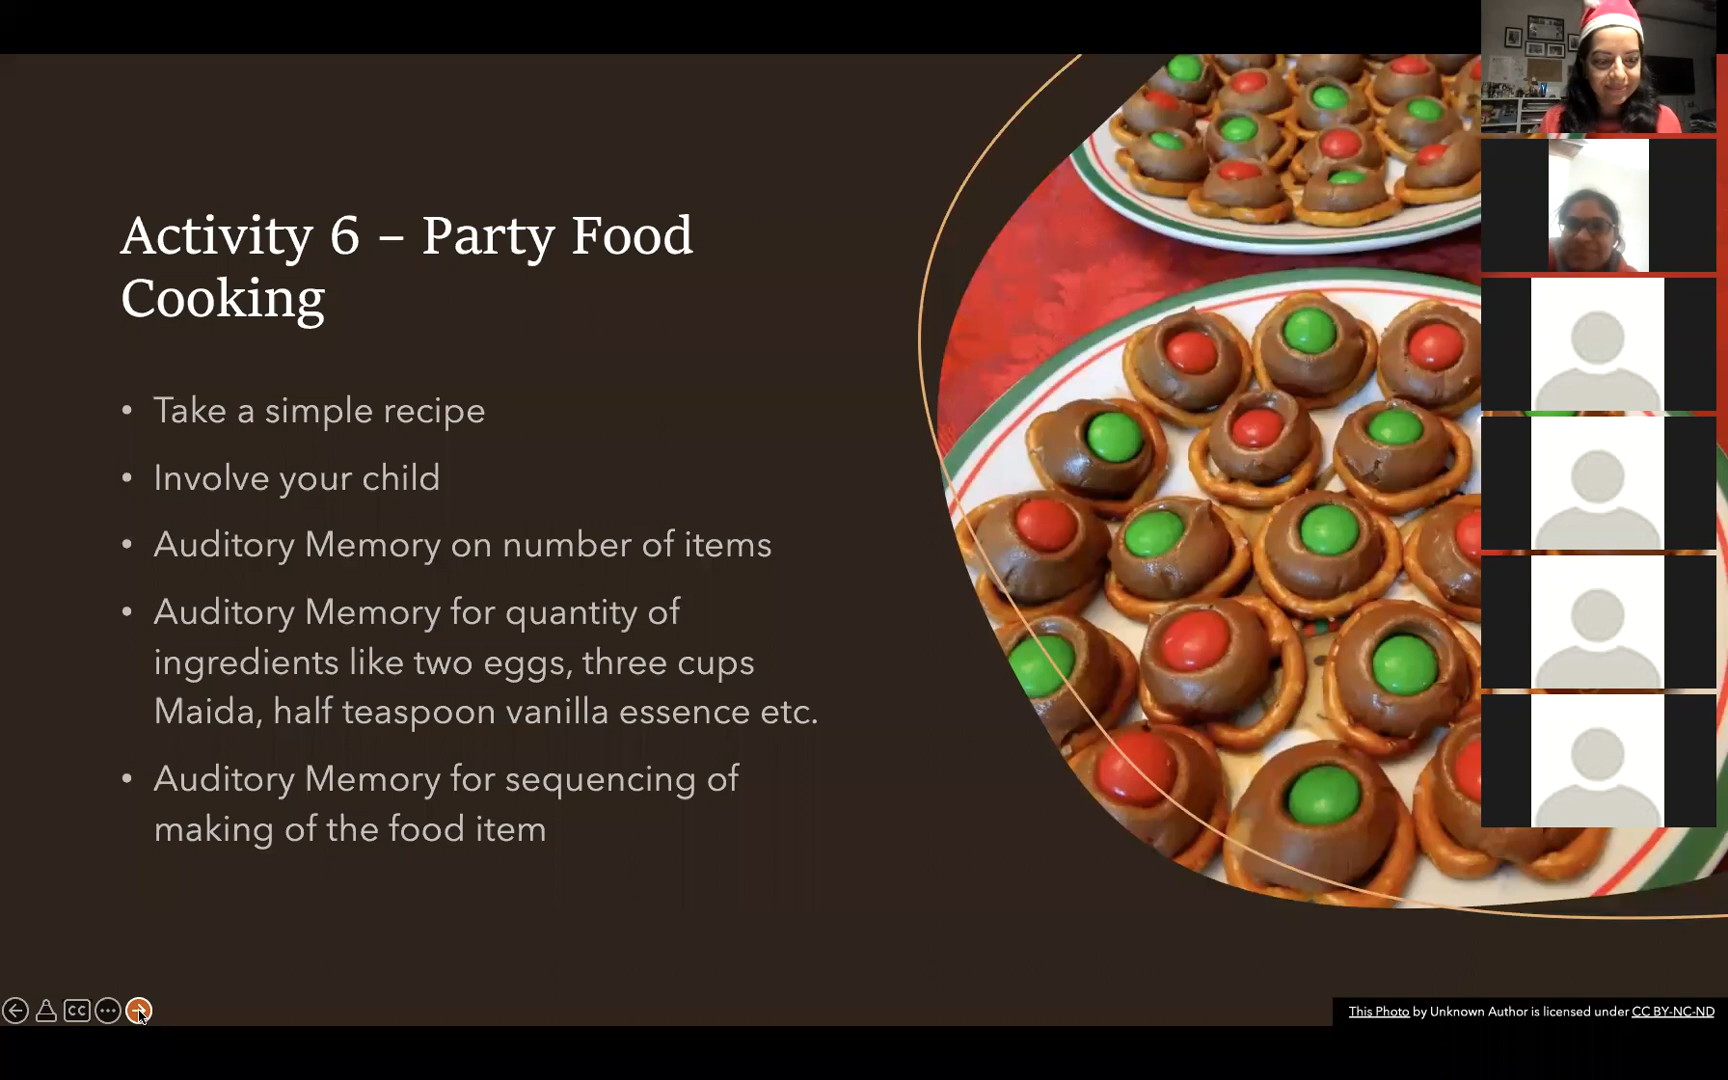 Activity 6 – Party Food
Cooking
• Take a simple recipe
• Involve your child
• Auditory Memory on number of items
• Auditory Memory for quantity of
ingredients like two eggs, three cups
Maida, half teaspoon vanilla essence etc.
• Auditory Memory for sequencing of
making of the food item
CC
This Photo by Unknown Author is licensed under CC BY-NC-ND